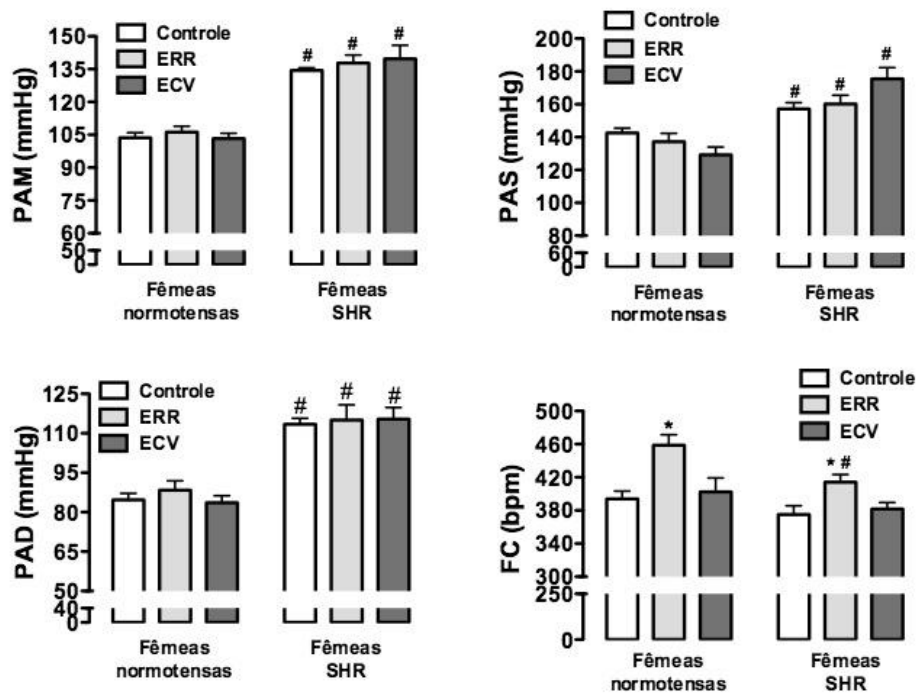 PAM (mmHg)
150
135
120
105
90
75
60
50
0
Controle
ERR
ECV
# # #
Fêmeas
normotensas
Fêmeas
SHR
PAS (mmHg)
200
180
160
140
120
100
80
60
0
Controle
ERR
ECV
# # #
Fêmeas
normotensas
Fêmeas
SHR
PAD (mmHg)
125
105
85
65
50
40
0
Controle
ERR
ECV
# # #
Fêmeas
normotensas
Fêmeas
SHR
FC (bpm)
500
460
420
380
340
300
250
0
Controle
ERR
ECV
*
* #
Fêmeas
normotensas
Fêmeas
SHR